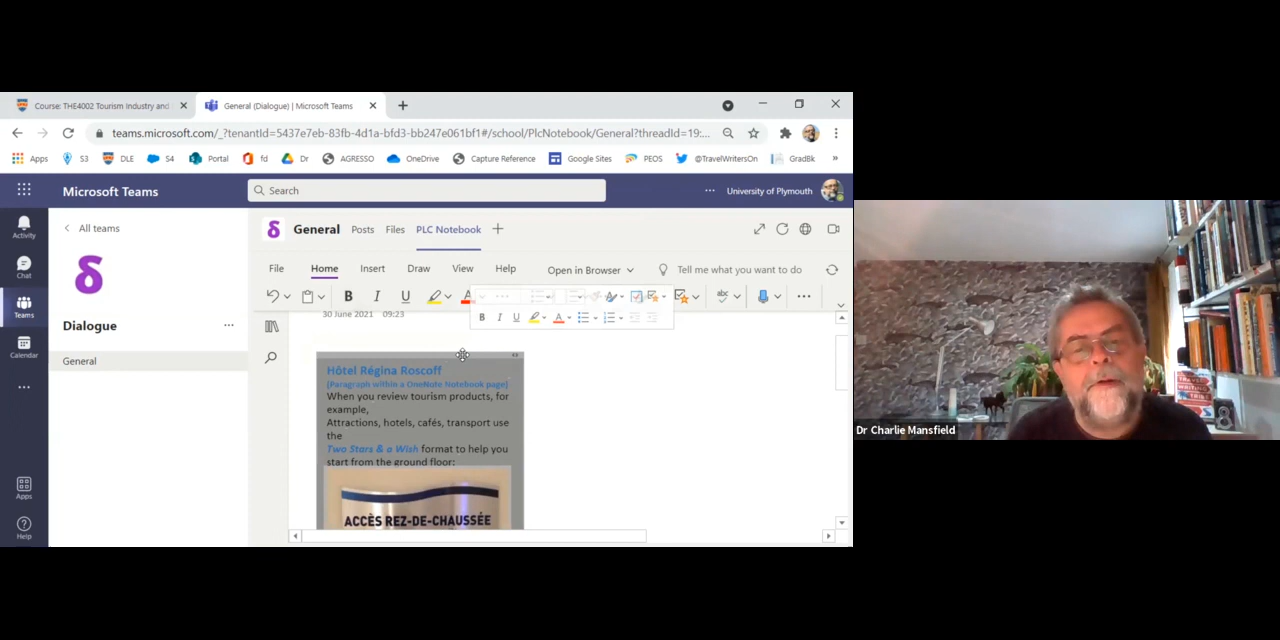 Course: THE4002 Tourism Industry and
General (Dialogue) | Microsoft Teams
teams.microsoft.com/_?tenantId=5437e7eb-83fb-4d1a-bfd3-bb247e061bf1#/school/PlcNotebook/General?threadId=19:...
Apps S3 DLE S4 Portal fd Dr AGRESSO OneDrive Capture Reference Google Sites PEOS @TravelWritersOn GradBk »
Microsoft Teams
Search
University of Plymouth
Activity
Chat
Teams
Calendar
Apps
Help
All teams
δ
Dialogue
General
δ General Posts Files PLC Notebook
File Home Insert Draw View Help Open in Browser Tell me what you want to do
B I U A abc
B I U A
30 June 2021 09:23
Hôtel Régina Roscoff
(Paragraph within a OneNote Notebook page)
When you review tourism products, for
example,
Attractions, hotels, cafés, transport use
the
Two Stars & a Wish format to help you
start from the ground floor:
ACCÈS REZ-DE-CHAUSSÉE
Dr Charlie Mansfield
TRAVEL
WRITING
TRIBE